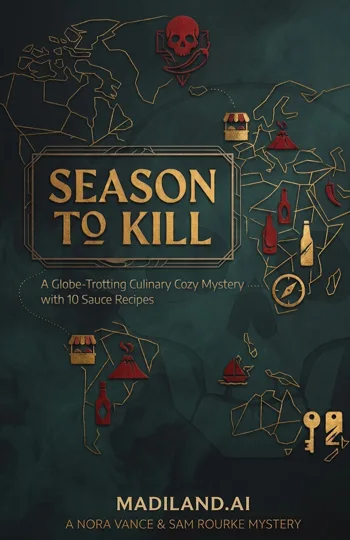 SEASON
TO KILL
A Globe-Trotting Culinary Cozy Mystery
with 10 Sauce Recipes
MADILAND.AI
A NORA VANCE & SAM ROURKE MYSTERY